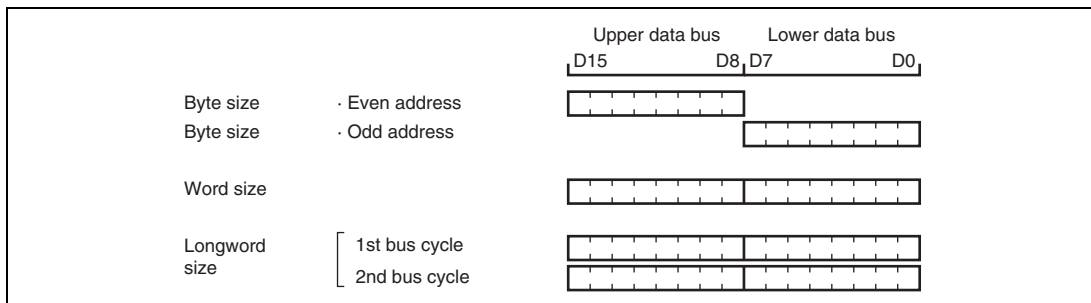 Upper data bus Lower data bus
D15 D8 D7 D0
Byte size · Even address
Byte size · Odd address
Word size
Longword size
1st bus cycle
2nd bus cycle